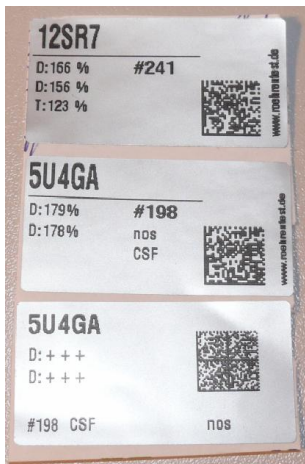 12SR7
D:166 % #241
D:156 %
T:123 %
www.roehrentest.de
5U4GA
D:179% #198
D:178% nos
CSF
www.roehrentest.de
5U4GA
D:+ + +
D:+ + +
#198 CSF nos